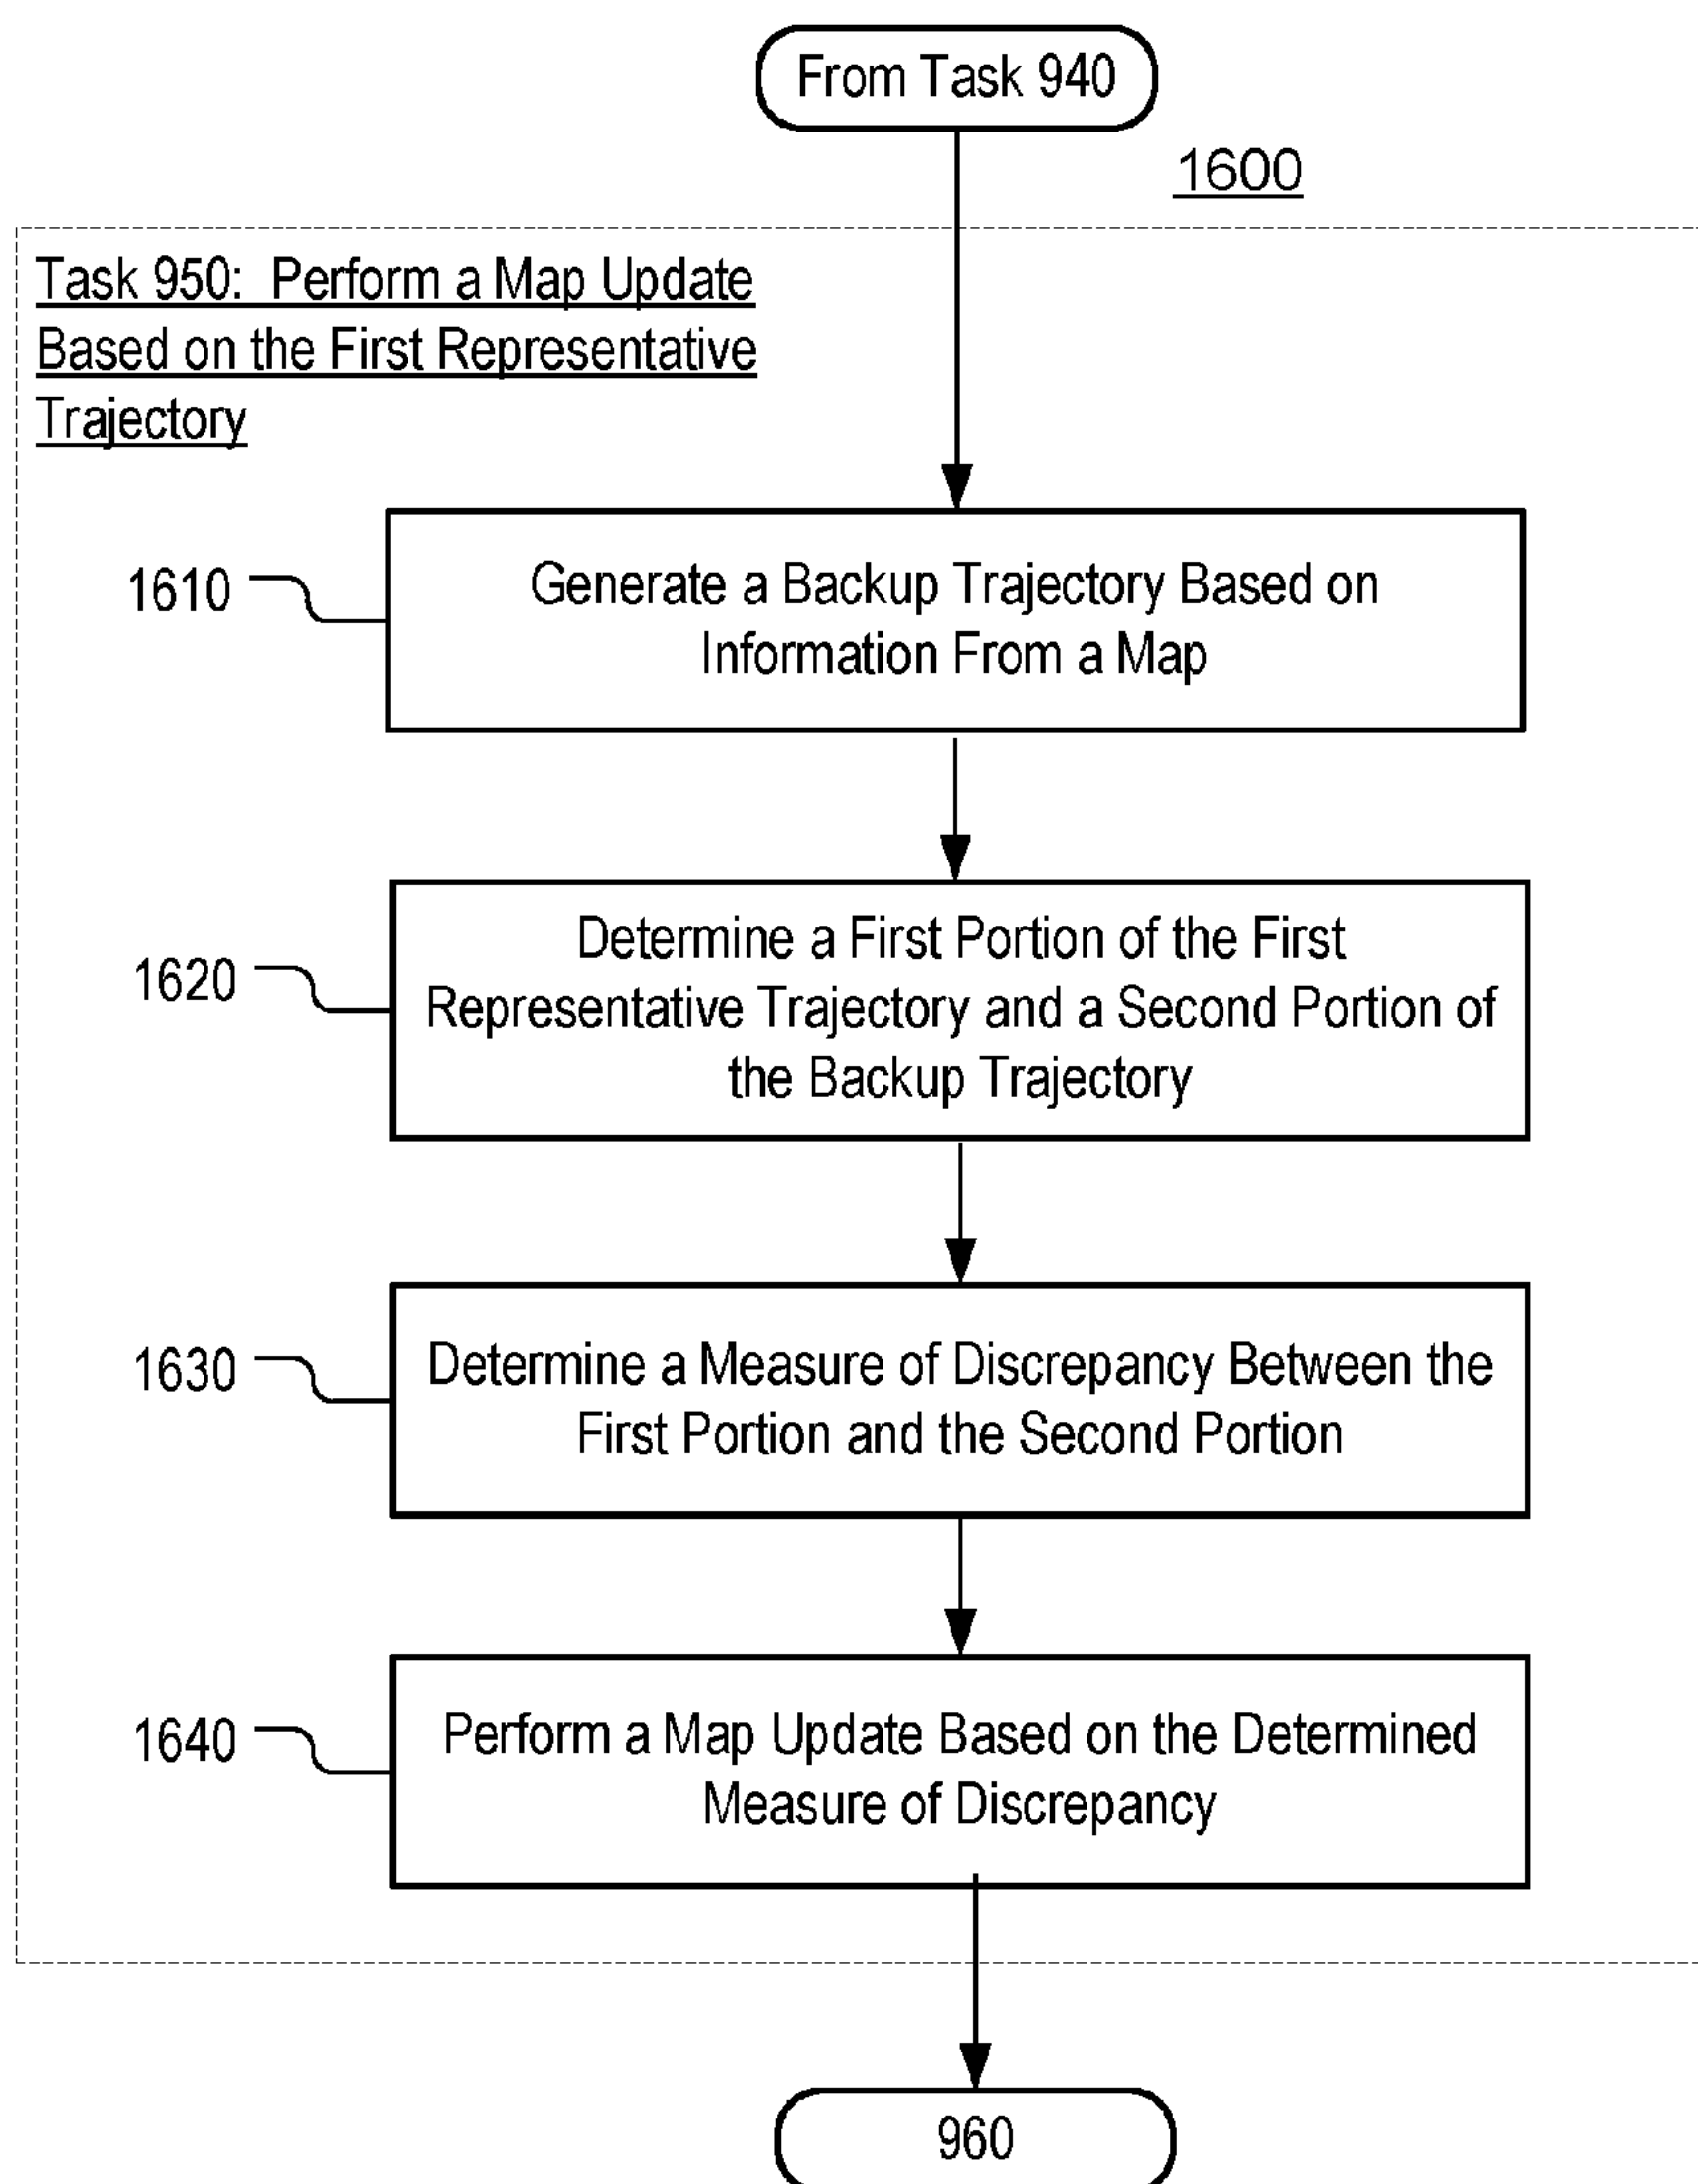 From Task 940
1600
Task 950: Perform a Map Update
Based on the First Representative
Trajectory
1610
Generate a Backup Trajectory Based on
Information From a Map
1620
Determine a First Portion of the First
Representative Trajectory and a Second Portion of
the Backup Trajectory
1630
Determine a Measure of Discrepancy Between the
First Portion and the Second Portion
1640
Perform a Map Update Based on the Determined
Measure of Discrepancy
960